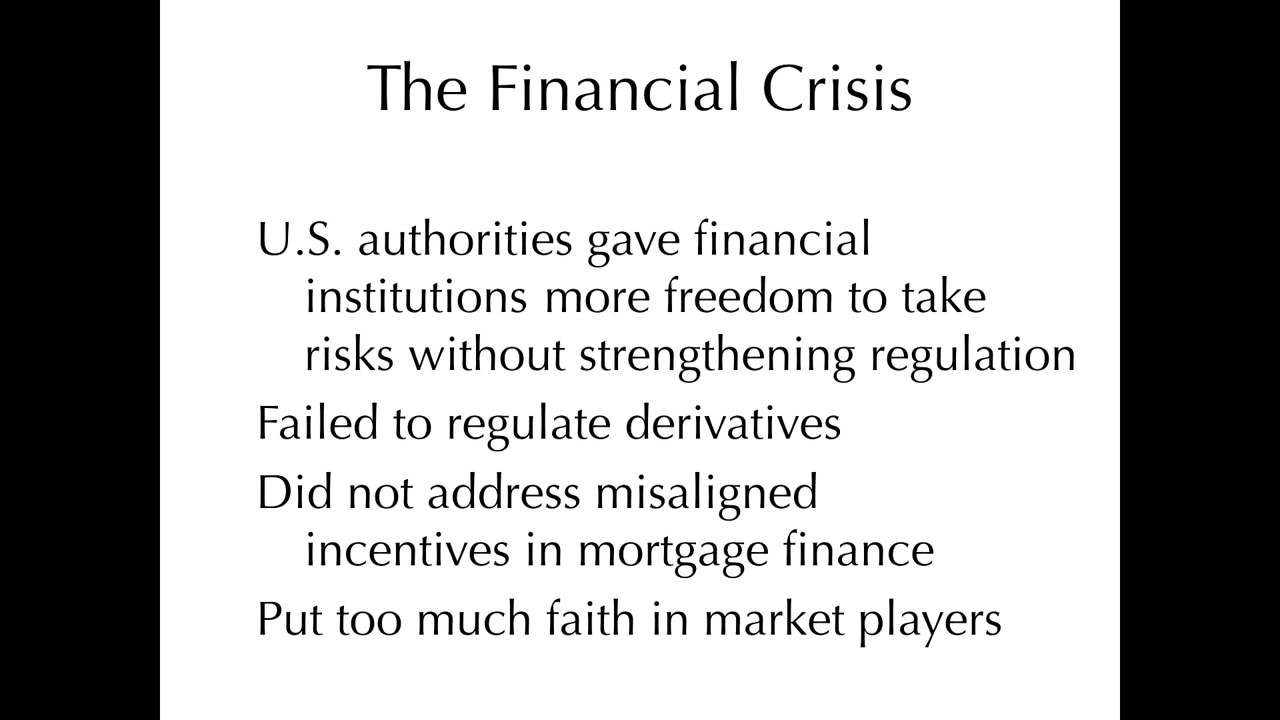 The Financial Crisis
U.S. authorities gave financial
institutions more freedom to take
risks without strengthening regulation
Failed to regulate derivatives
Did not address misaligned
incentives in mortgage finance
Put too much faith in market players